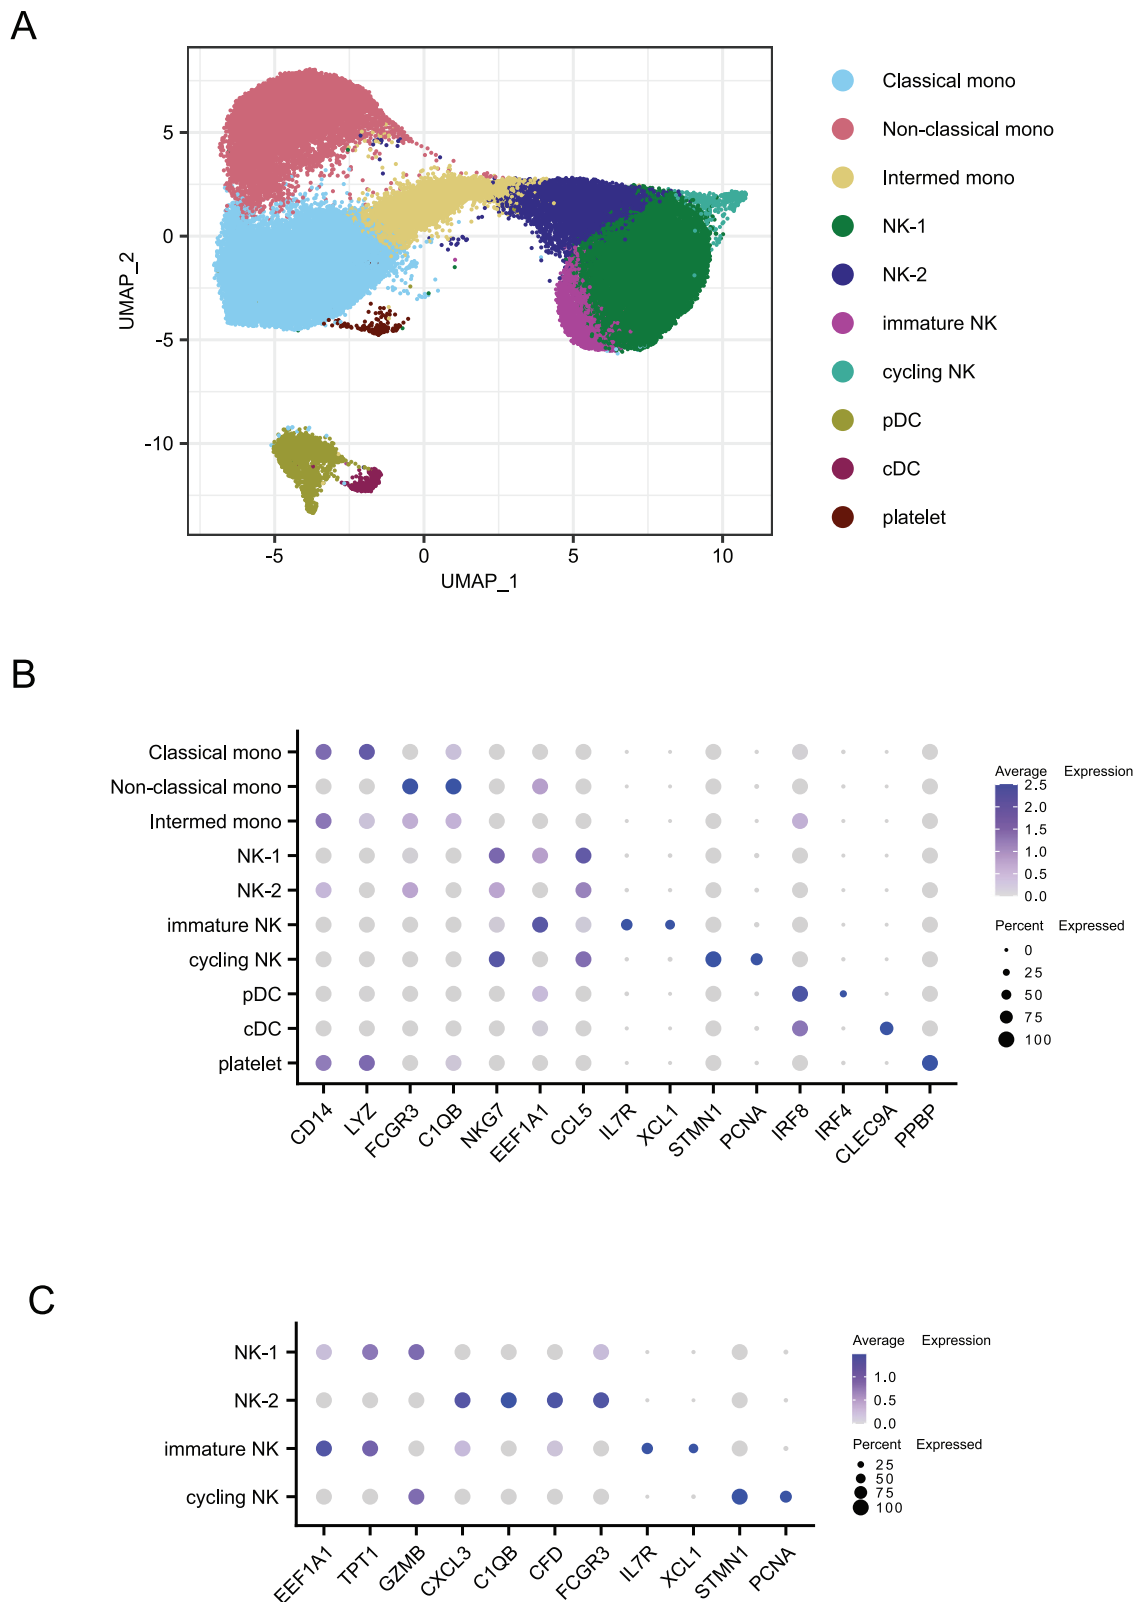 A
5
0
-5
-10
UMAP_2
-5
0
5
10
UMAP_1
Classical mono
Non-classical mono
Intermed mono
NK-1
NK-2
immature NK
cycling NK
pDC
cDC
platelet
B
Classical mono
Non-classical mono
Intermed mono
NK-1
NK-2
immature NK
cycling NK
pDC
cDC
platelet
CD14
LYZ
FCGR3
C1QB
NKG7
EEF1A1
CCL5
IL7R
XCL1
STMN1
PCNA
IRF8
IRF4
CLEC9A
PPBP
Average Expression
2.5
2.0
1.5
1.0
0.5
0.0
Percent Expressed
0
25
50
75
100
C
NK-1
NK-2
immature NK
cycling NK
EEF1A1
TPT1
GZMB
CXCL3
C1QB
CFD
FCGR3
IL7R
XCL1
STMN1
PCNA
Average Expression
1.0
0.5
0.0
Percent Expressed
25
50
75
100